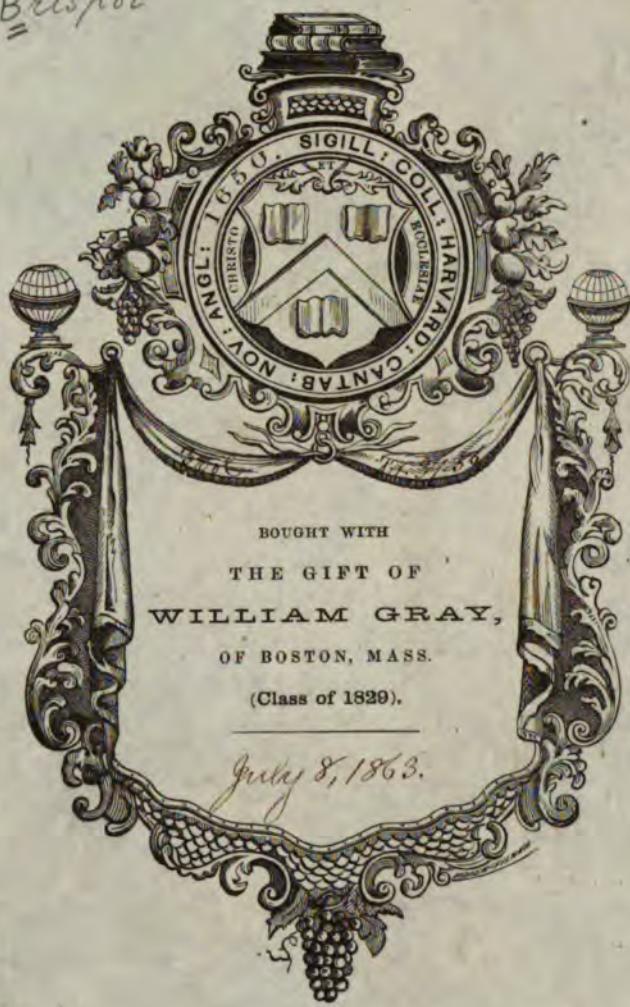 SIGILL: COLL: HARVARD: CANTAB: NOV: ANGL: 1650.
ET
CHRISTO
ECCLESIAE
BOUGHT WITH
THE GIFT OF
WILLIAM GRAY,
OF BOSTON, MASS.
(Class of 1829).
July 8, 1863.